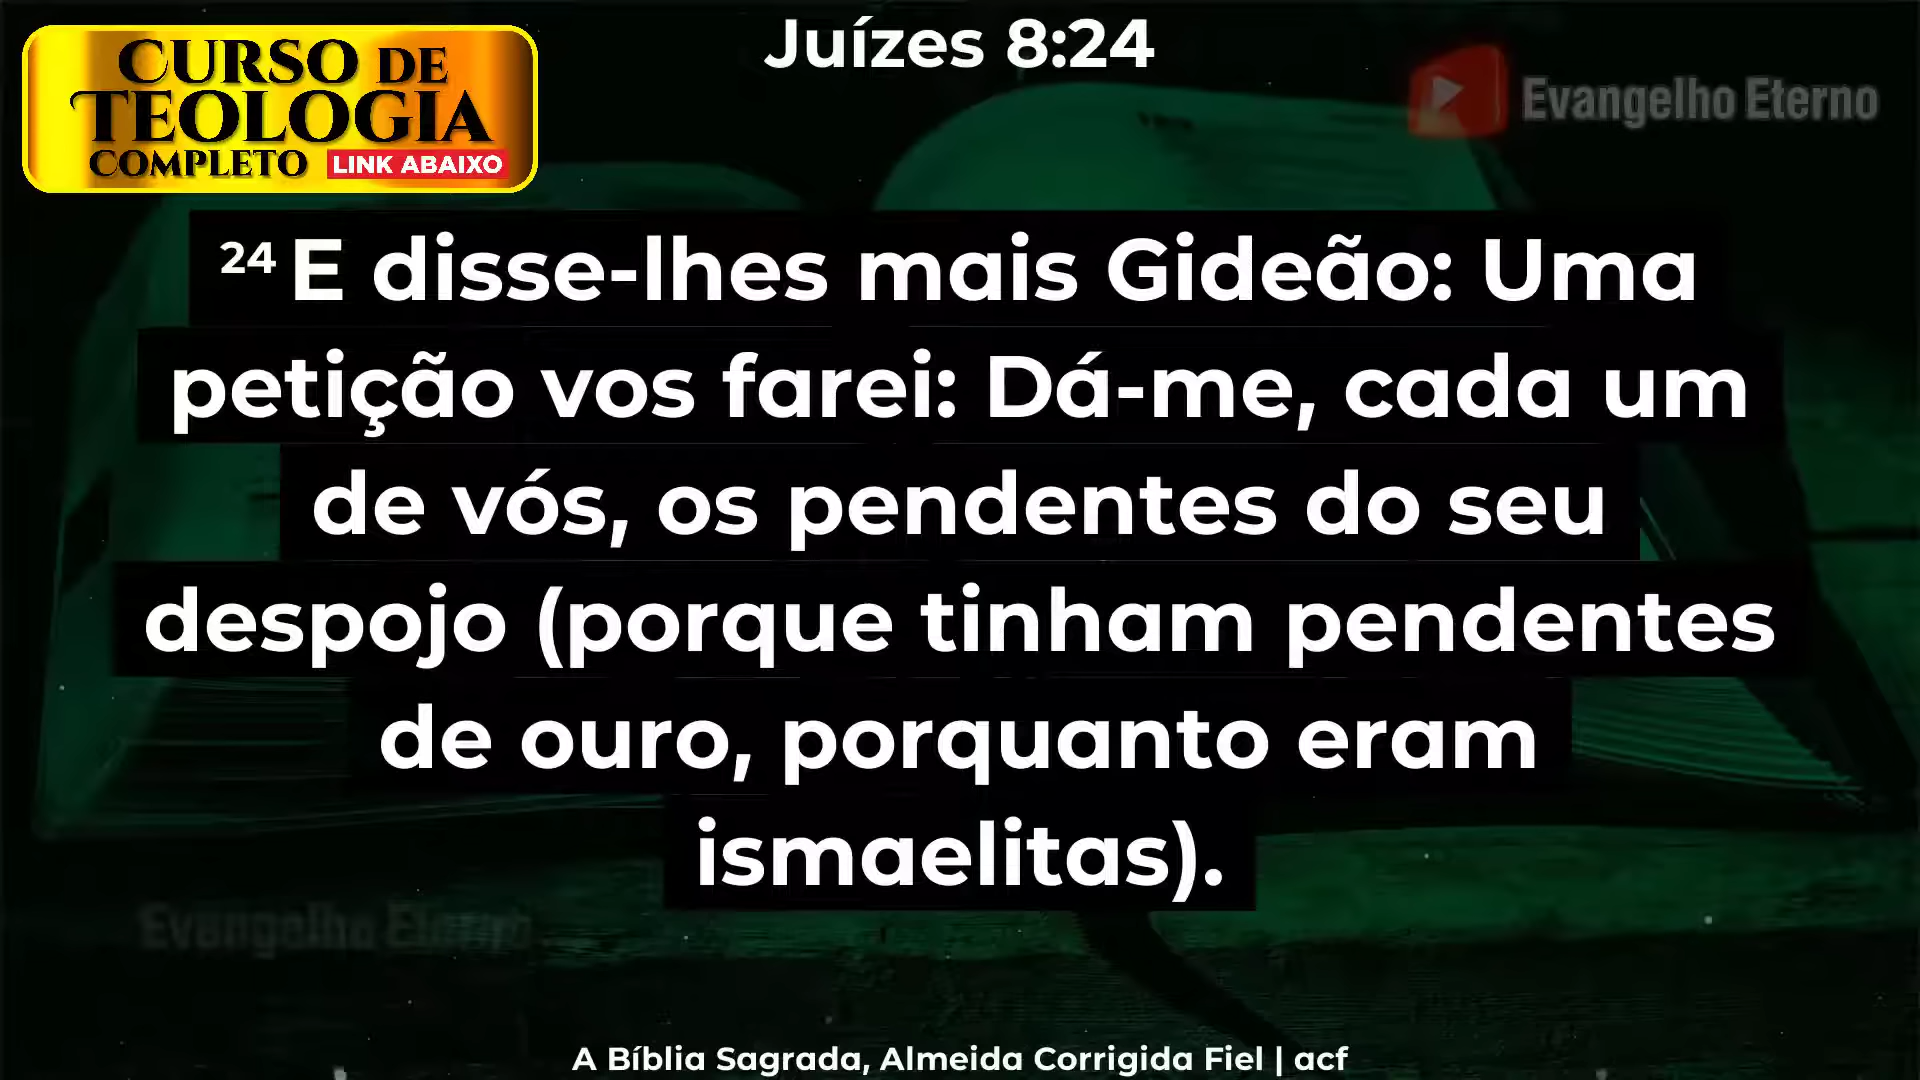 Juízes 8:24
CURSO DE
TEOLOGIA
COMPLETO LINK ABAIXO
Evangelho Eterno
24 E disse-lhes mais Gideão: Uma
petição vos farei: Dá-me, cada um
de vós, os pendentes do seu
despojo (porque tinham pendentes
de ouro, porquanto eram
ismaelitas).
Evangelho Eterno
A Bíblia Sagrada, Almeida Corrigida Fiel | acf